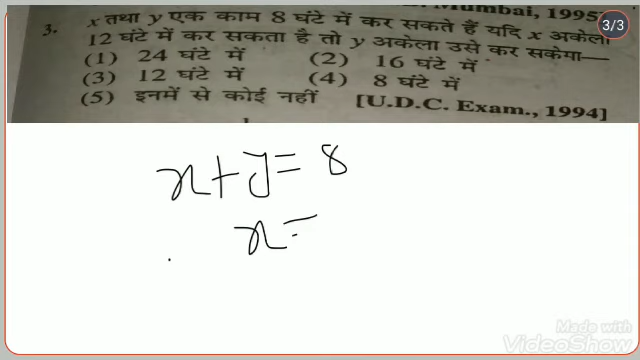 Mumbai, 1995]
3/3
3. x तथा y एक काम 8 घंटे में कर सकते हैं यदि x अकेला
12 घंटे में कर सकता है तो y अकेला उसे कर सकेगा—
(1) 24 घंटे में (2) 16 घंटे में
(3) 12 घंटे में (4) 8 घंटे में
(5) इनमें से कोई नहीं [U.D.C. Exam., 1994]
x+y= 8
x=
Made with
VideoShow